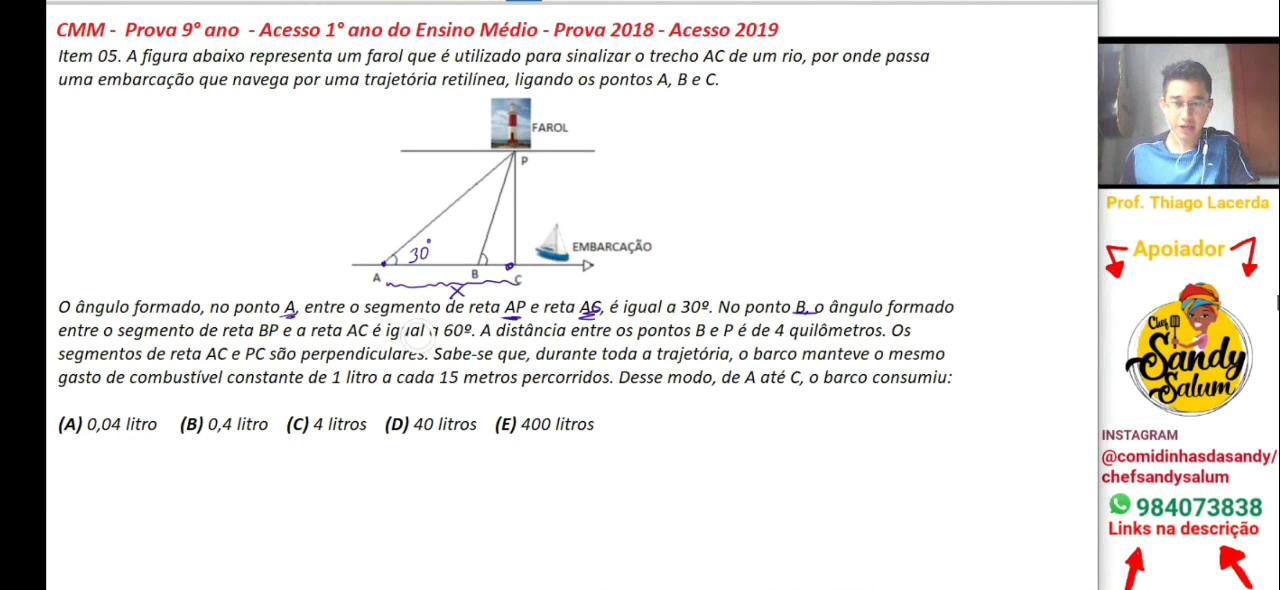 CMM - Prova 9° ano - Acesso 1° ano do Ensino Médio - Prova 2018 - Acesso 2019
Item 05. A figura abaixo representa um farol que é utilizado para sinalizar o trecho AC de um rio, por onde passa
uma embarcação que navega por uma trajetória retilínea, ligando os pontos A, B e C.
FAROL
P
30°
EMBARCAÇÃO
A
B
C
X
O ângulo formado, no ponto A, entre o segmento de reta AP e reta AC, é igual a 30º. No ponto B, o ângulo formado
entre o segmento de reta BP e a reta AC é igual a 60º. A distância entre os pontos B e P é de 4 quilômetros. Os
segmentos de reta AC e PC são perpendiculares. Sabe-se que, durante toda a trajetória, o barco manteve o mesmo
gasto de combustível constante de 1 litro a cada 15 metros percorridos. Desse modo, de A até C, o barco consumiu:
(A) 0,04 litro (B) 0,4 litro (C) 4 litros (D) 40 litros (E) 400 litros
Prof. Thiago Lacerda
Apoiador
Chef
Sandy
Salum
INSTAGRAM
@comidinhasdasandy/
chefsandysalum
984073838
Links na descrição